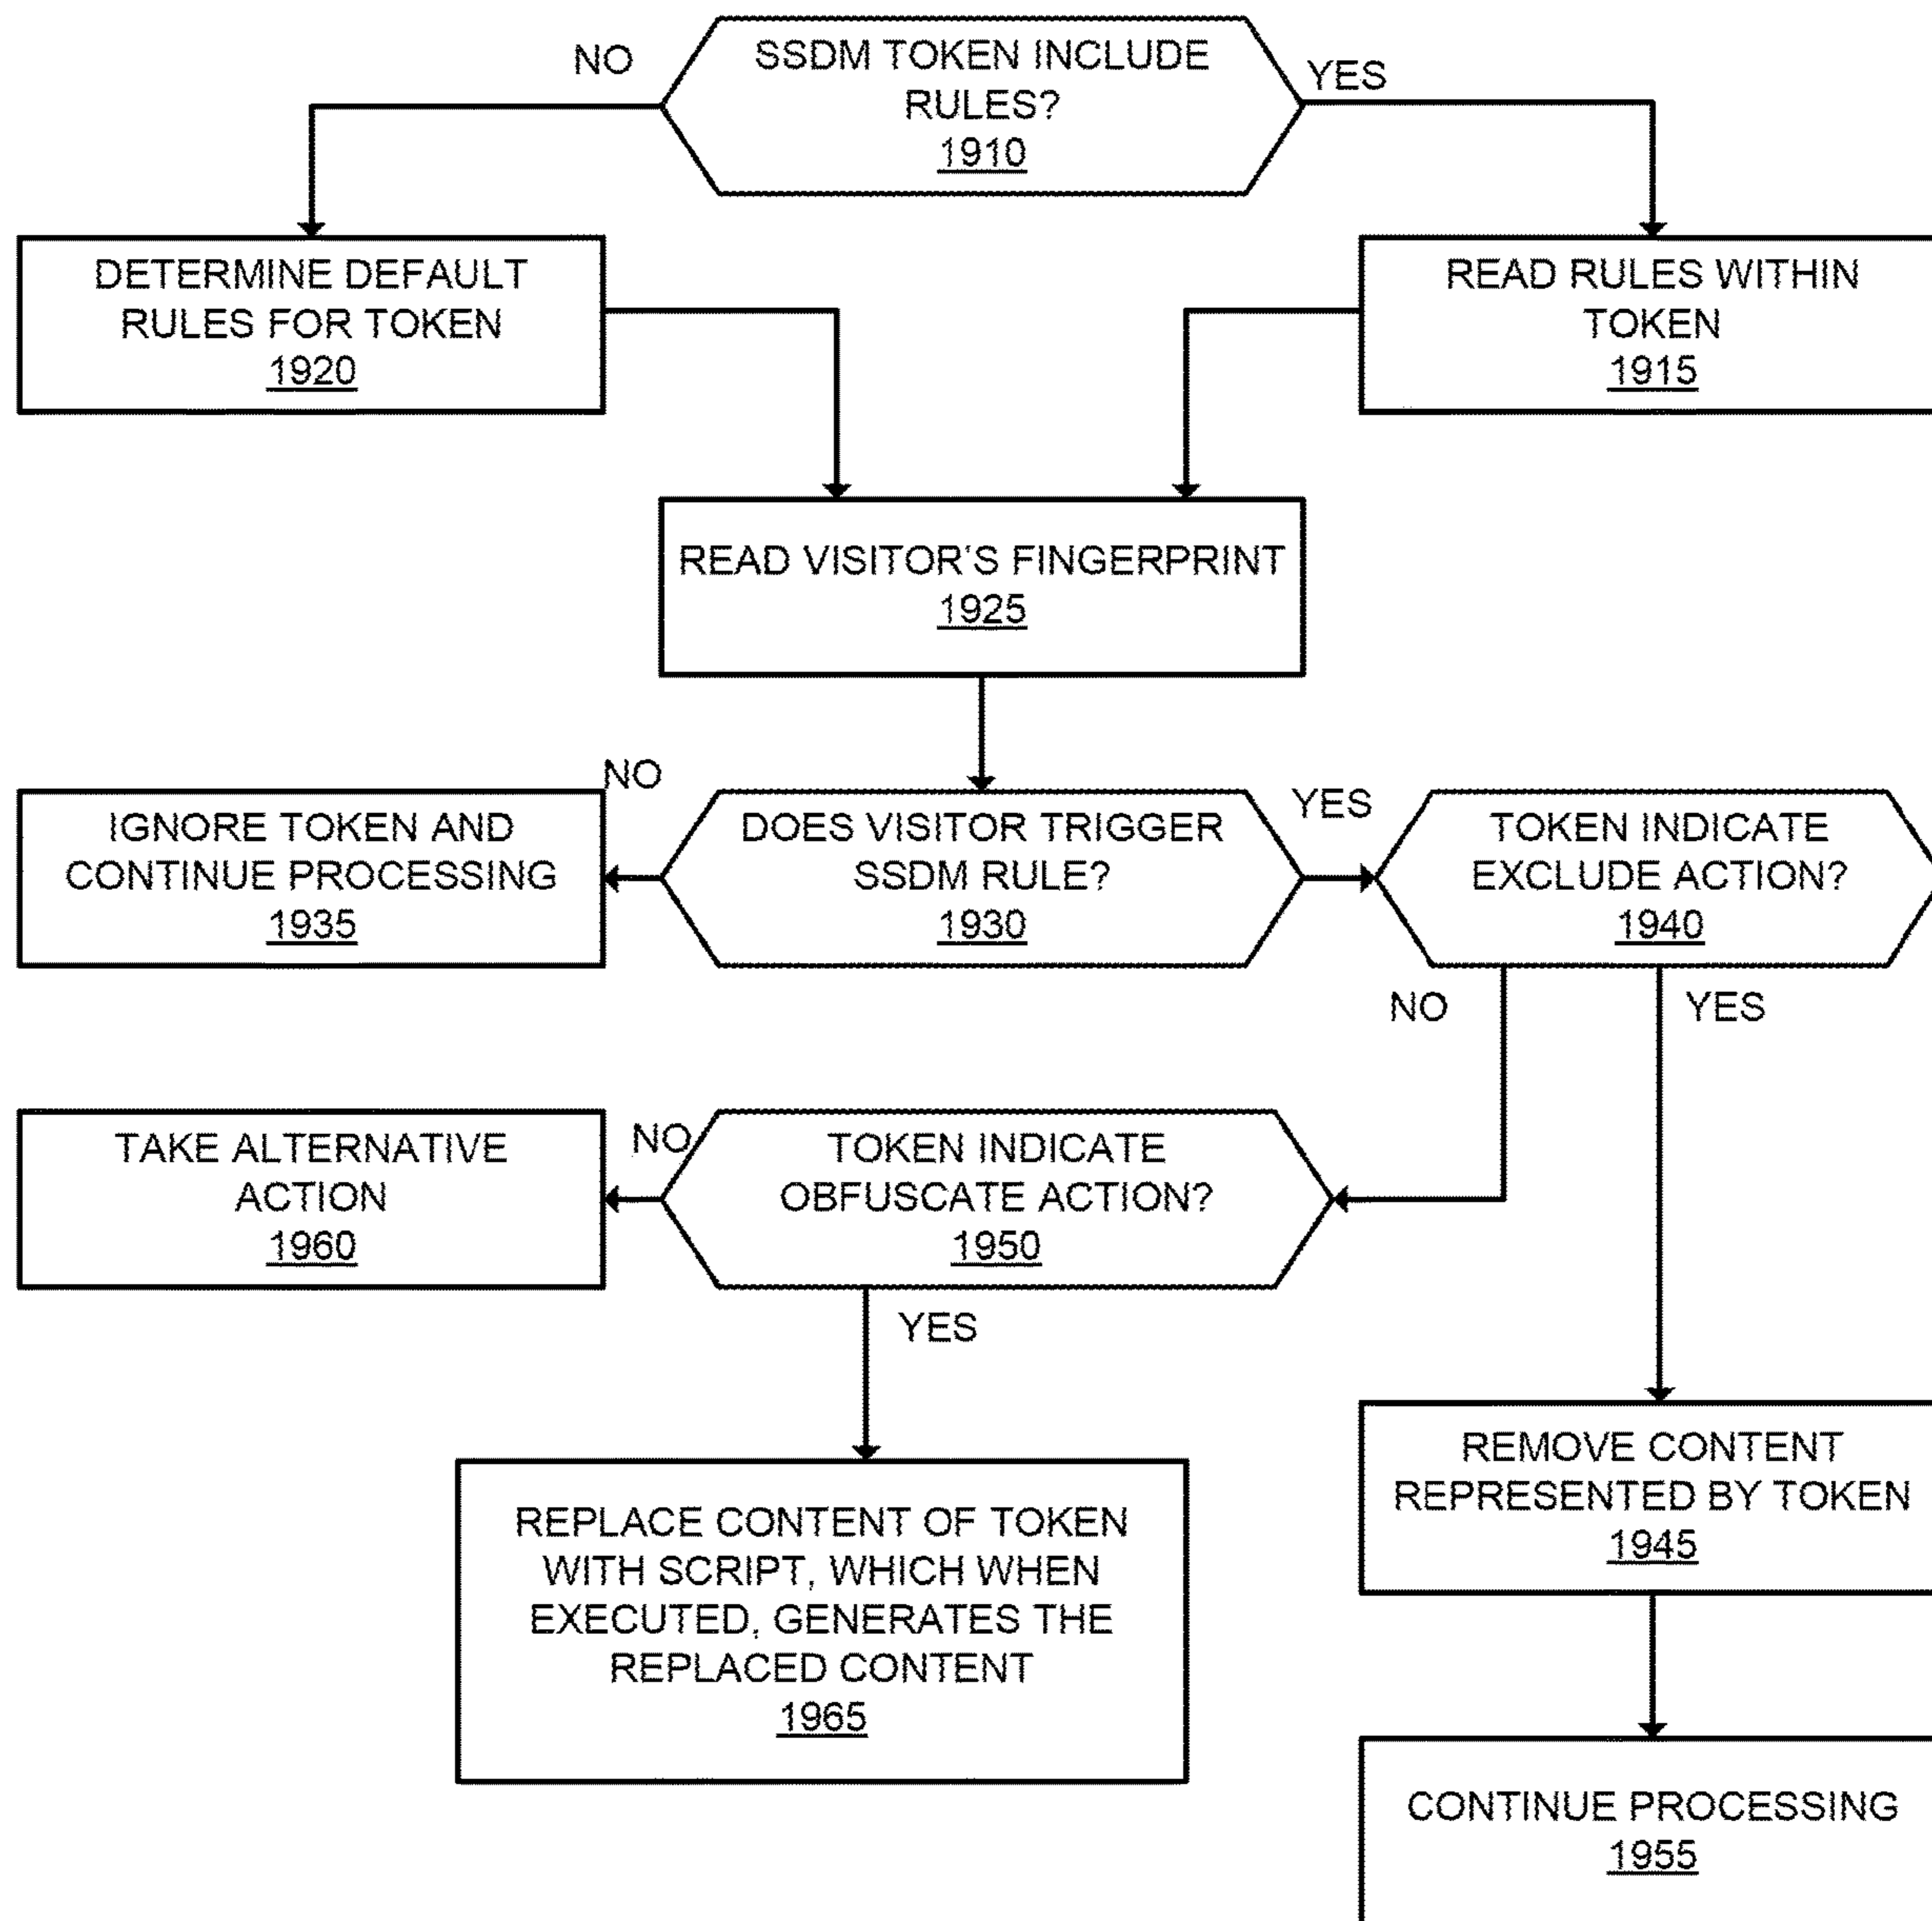 NO
SSDM TOKEN INCLUDE
RULES?
1910
YES
DETERMINE DEFAULT
RULES FOR TOKEN
1920
READ RULES WITHIN
TOKEN
1915
READ VISITOR'S FINGERPRINT
1925
NO
IGNORE TOKEN AND
CONTINUE PROCESSING
1935
DOES VISITOR TRIGGER
SSDM RULE?
1930
YES
TOKEN INDICATE
EXCLUDE ACTION?
1940
NO
YES
TAKE ALTERNATIVE
ACTION
1960
NO
TOKEN INDICATE
OBFUSCATE ACTION?
1950
YES
REPLACE CONTENT OF TOKEN
WITH SCRIPT, WHICH WHEN
EXECUTED, GENERATES THE
REPLACED CONTENT
1965
REMOVE CONTENT
REPRESENTED BY TOKEN
1945
CONTINUE PROCESSING
1955